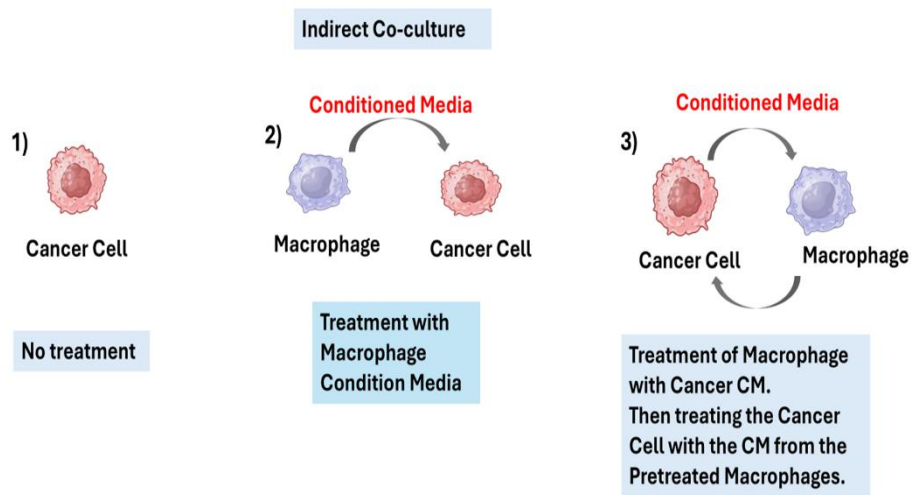 Indirect Co-culture
1)
Cancer Cell
No treatment
2)
Conditioned Media
Macrophage
Cancer Cell
Treatment with
Macrophage
Condition Media
3)
Conditioned Media
Cancer Cell
Macrophage
Treatment of Macrophage
with Cancer CM.
Then treating the Cancer
Cell with the CM from the
Pretreated Macrophages.